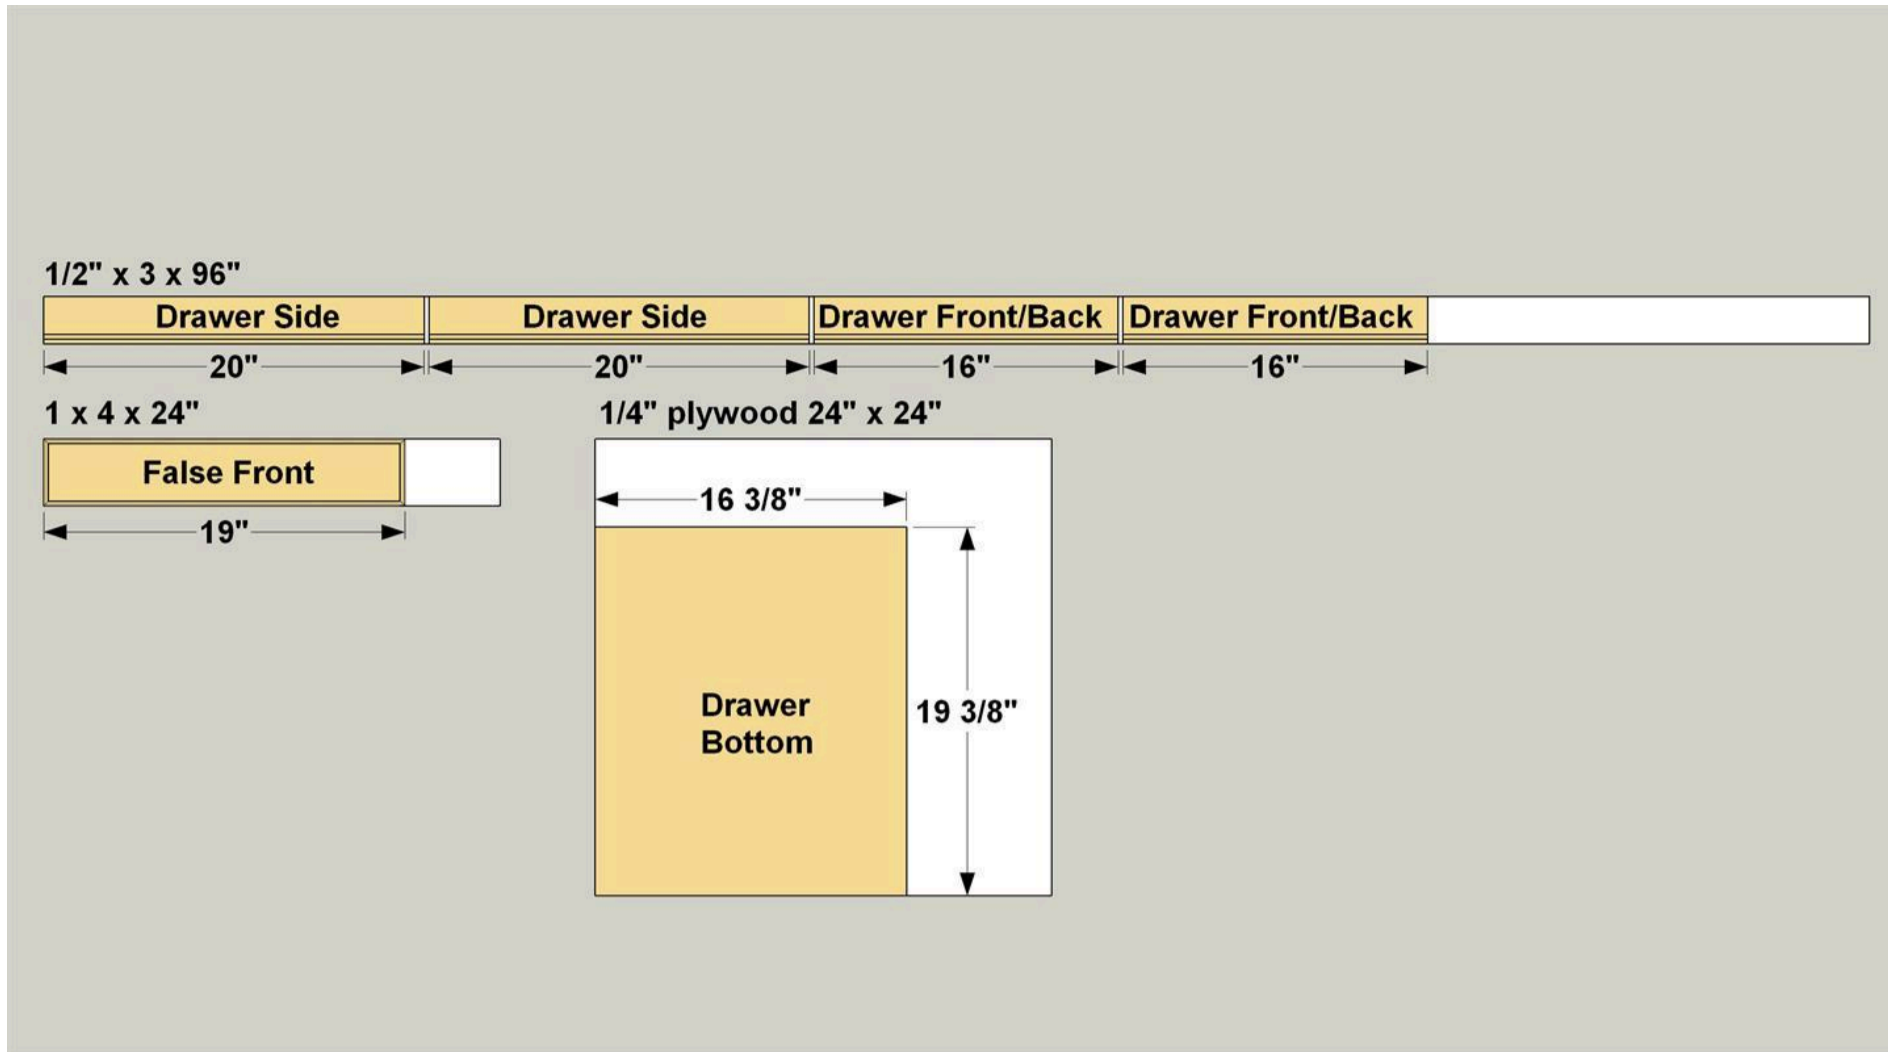 1/2" x 3 x 96"
Drawer Side
Drawer Side
Drawer Front/Back
Drawer Front/Back
20"
20"
16"
16"
1 x 4 x 24"
False Front
19"
1/4" plywood 24" x 24"
16 3/8"
19 3/8"
Drawer
Bottom